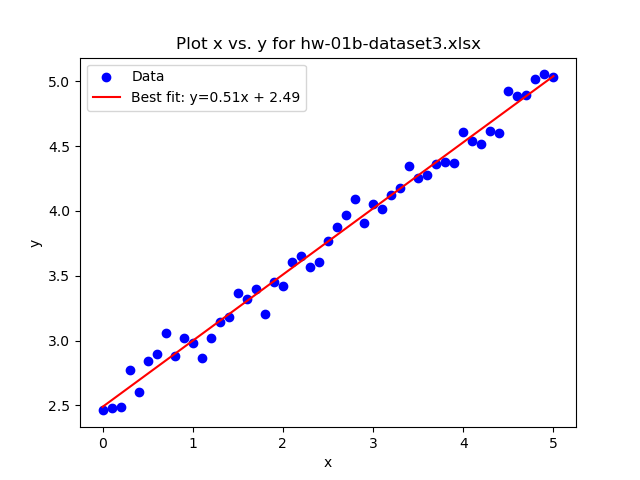 Plot x vs. y for hw-01b-dataset3.xlsx
Data
Best fit: y=0.51x + 2.49
5.0
4.5
4.0
3.5
3.0
2.5
y
0 1 2 3 4 5
x